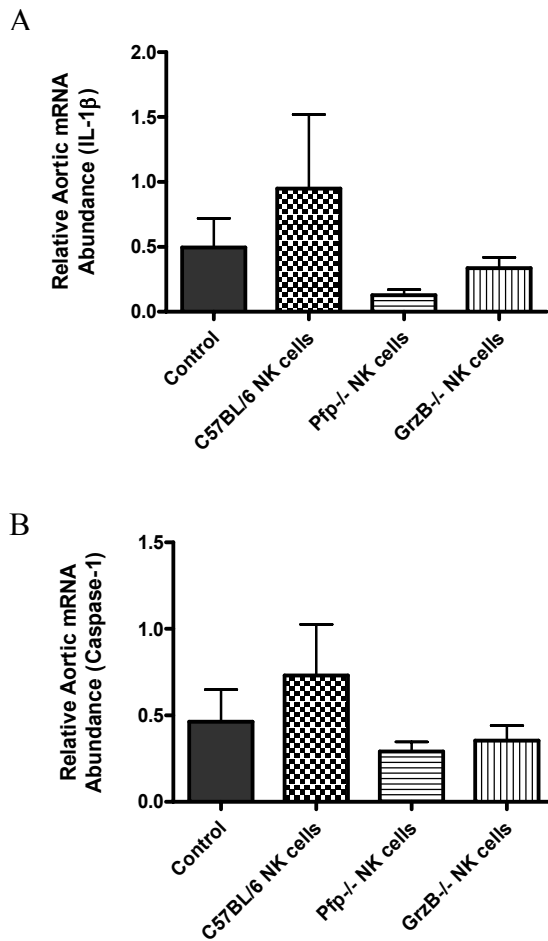 A
Relative Aortic mRNA
Abundance (IL-1β)
2.0
1.5
1.0
0.5
0.0
Control
C57BL/6 NK cells
Pfp-/- NK cells
GrzB-/- NK cells
B
Relative Aortic mRNA
Abundance (Caspase-1)
1.5
1.0
0.5
0.0
Control
C57BL/6 NK cells
Pfp-/- NK cells
GrzB-/- NK cells